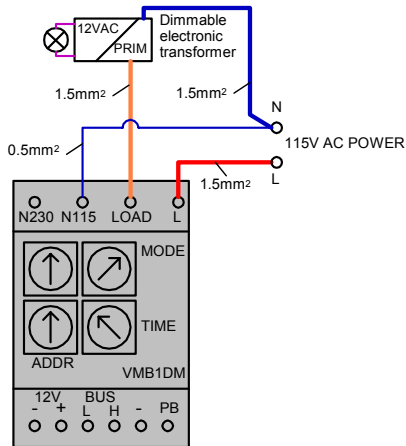 Dimmable
electronic
transformer
12VAC
PRIM
1.5mm²
1.5mm²
N
115V AC POWER
0.5mm²
L
1.5mm²
N230 N115 LOAD L
MODE
TIME
ADDR
VMB1DM
12V BUS
- + L H - PB